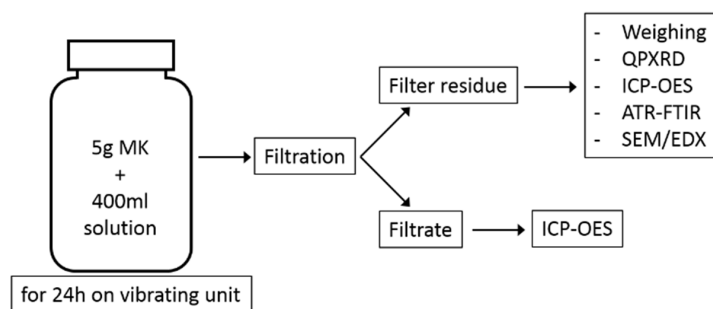 5g MK
+
400ml
solution
for 24h on vibrating unit
Filtration
Filter residue
- Weighing
- QPXRD
- ICP-OES
- ATR-FTIR
- SEM/EDX
Filtrate
ICP-OES